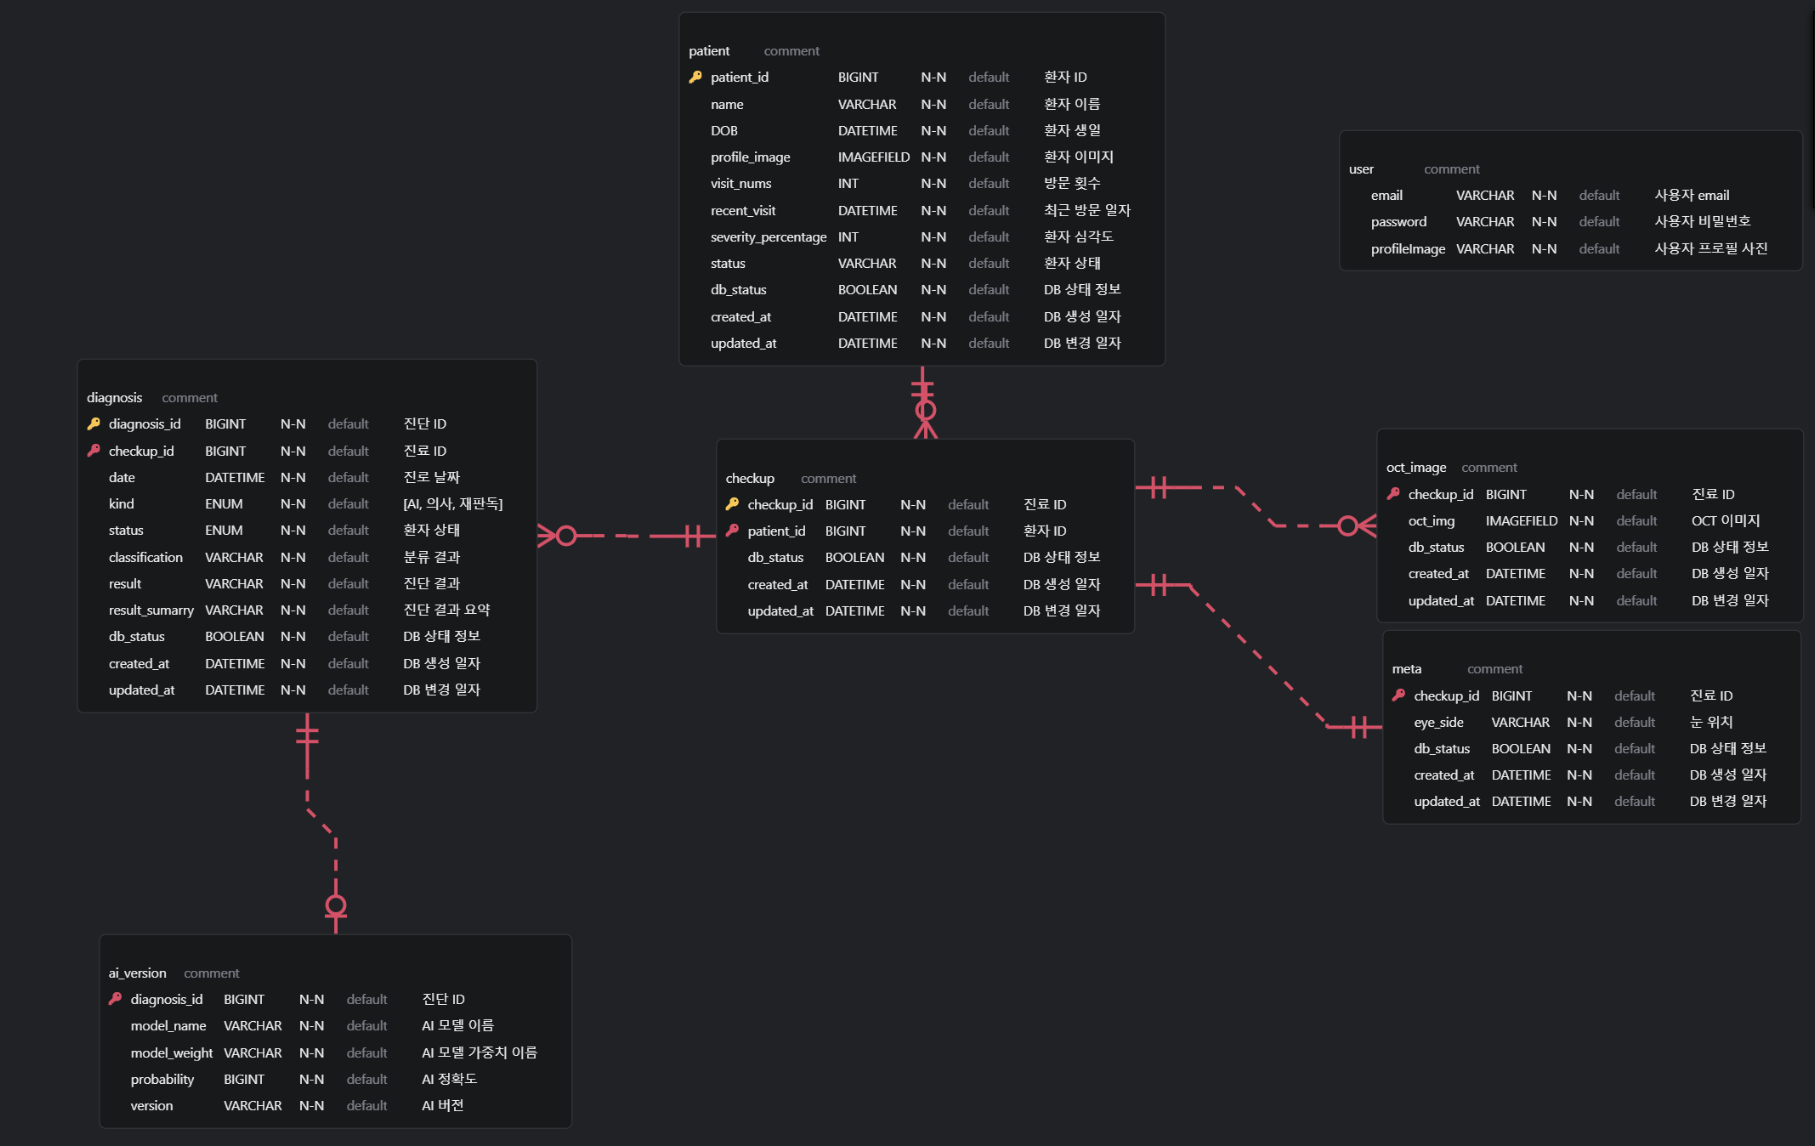 patient comment
patient_id BIGINT N-N default 환자 ID
name VARCHAR N-N default 환자 이름
DOB DATETIME N-N default 환자 생일
profile_image IMAGEFIELD N-N default 환자 이미지
visit_nums INT N-N default 방문 횟수
recent_visit DATETIME N-N default 최근 방문 일자
severity_percentage INT N-N default 환자 심각도
status VARCHAR N-N default 환자 상태
db_status BOOLEAN N-N default DB 상태 정보
created_at DATETIME N-N default DB 생성 일자
updated_at DATETIME N-N default DB 변경 일자
user comment
email VARCHAR N-N default 사용자 email
password VARCHAR N-N default 사용자 비밀번호
profileImage VARCHAR N-N default 사용자 프로필 사진
diagnosis comment
diagnosis_id BIGINT N-N default 진단 ID
checkup_id BIGINT N-N default 진료 ID
date DATETIME N-N default 진로 날짜
kind ENUM N-N default [AI, 의사, 재판독]
status ENUM N-N default 환자 상태
classification VARCHAR N-N default 분류 결과
result VARCHAR N-N default 진단 결과
result_sumarry VARCHAR N-N default 진단 결과 요약
db_status BOOLEAN N-N default DB 상태 정보
created_at DATETIME N-N default DB 생성 일자
updated_at DATETIME N-N default DB 변경 일자
checkup comment
checkup_id BIGINT N-N default 진료 ID
patient_id BIGINT N-N default 환자 ID
db_status BOOLEAN N-N default DB 상태 정보
created_at DATETIME N-N default DB 생성 일자
updated_at DATETIME N-N default DB 변경 일자
oct_image comment
checkup_id BIGINT N-N default 진료 ID
oct_img IMAGEFIELD N-N default OCT 이미지
db_status BOOLEAN N-N default DB 상태 정보
created_at DATETIME N-N default DB 생성 일자
updated_at DATETIME N-N default DB 변경 일자
meta comment
checkup_id BIGINT N-N default 진료 ID
eye_side VARCHAR N-N default 눈 위치
db_status BOOLEAN N-N default DB 상태 정보
created_at DATETIME N-N default DB 생성 일자
updated_at DATETIME N-N default DB 변경 일자
ai_version comment
diagnosis_id BIGINT N-N default 진단 ID
model_name VARCHAR N-N default AI 모델 이름
model_weight VARCHAR N-N default AI 모델 가중치 이름
probability BIGINT N-N default AI 정확도
version VARCHAR N-N default AI 버전